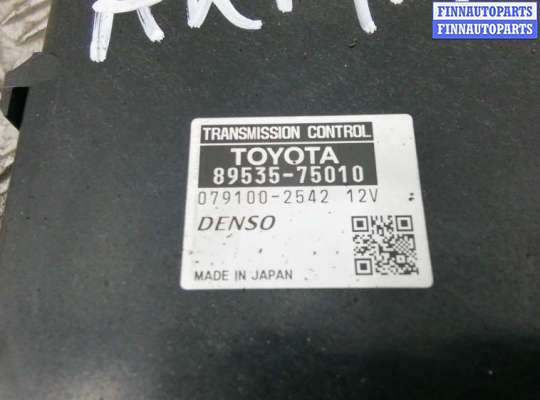 FINNAUTOPARTS
FINNAUTOPARTS
TRANSMISSION CONTROL
TOYOTA
89535-75010
079100-2542 12V
DENSO
MADE IN JAPAN